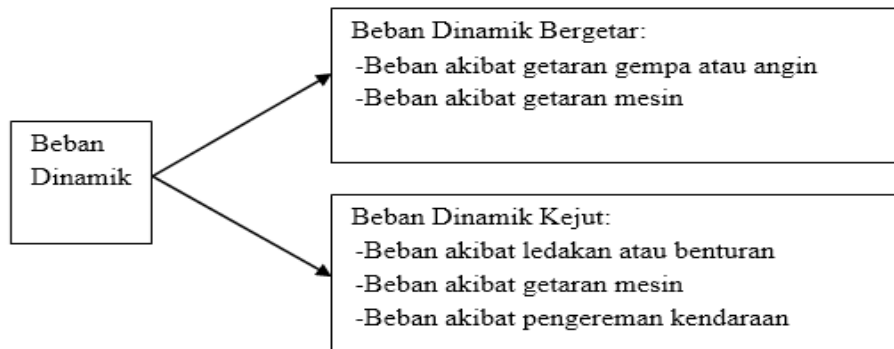 Beban Dinamik Bergetar:
-Beban akibat getaran gempa atau angin
-Beban akibat getaran mesin
Beban
Dinamik
Beban Dinamik Kejut:
-Beban akibat ledakan atau benturan
-Beban akibat getaran mesin
-Beban akibat pengereman kendaraan